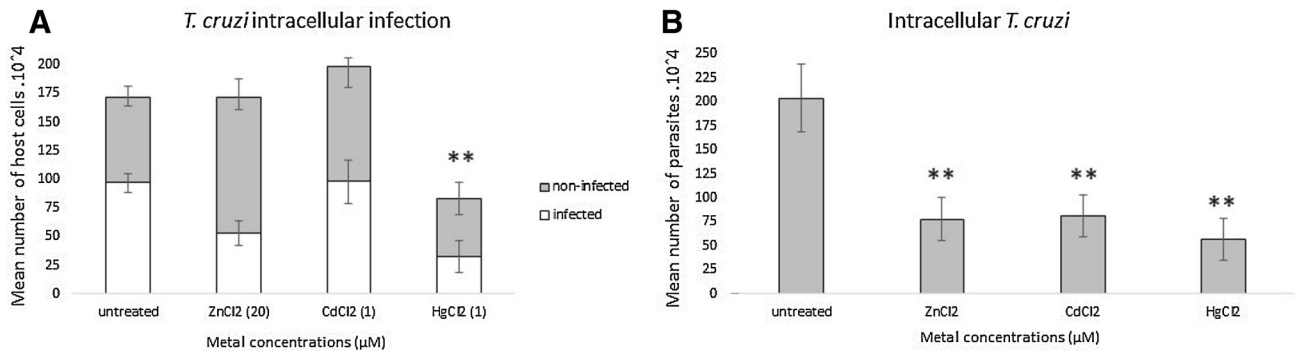 A
T. cruzi intracellular infection
Mean number of host cells .10^4
200
175
150
125
100
75
50
25
0
**
untreated
ZnCl2 (20)
CdCl2 (1)
HgCl2 (1)
Metal concentrations (µM)
non-infected
infected
B
Intracellular T. cruzi
Mean number of parasites .10^4
250
225
200
175
150
125
100
75
50
25
0
**
**
**
untreated
ZnCl2
CdCl2
HgCl2
Metal concentrations (µM)